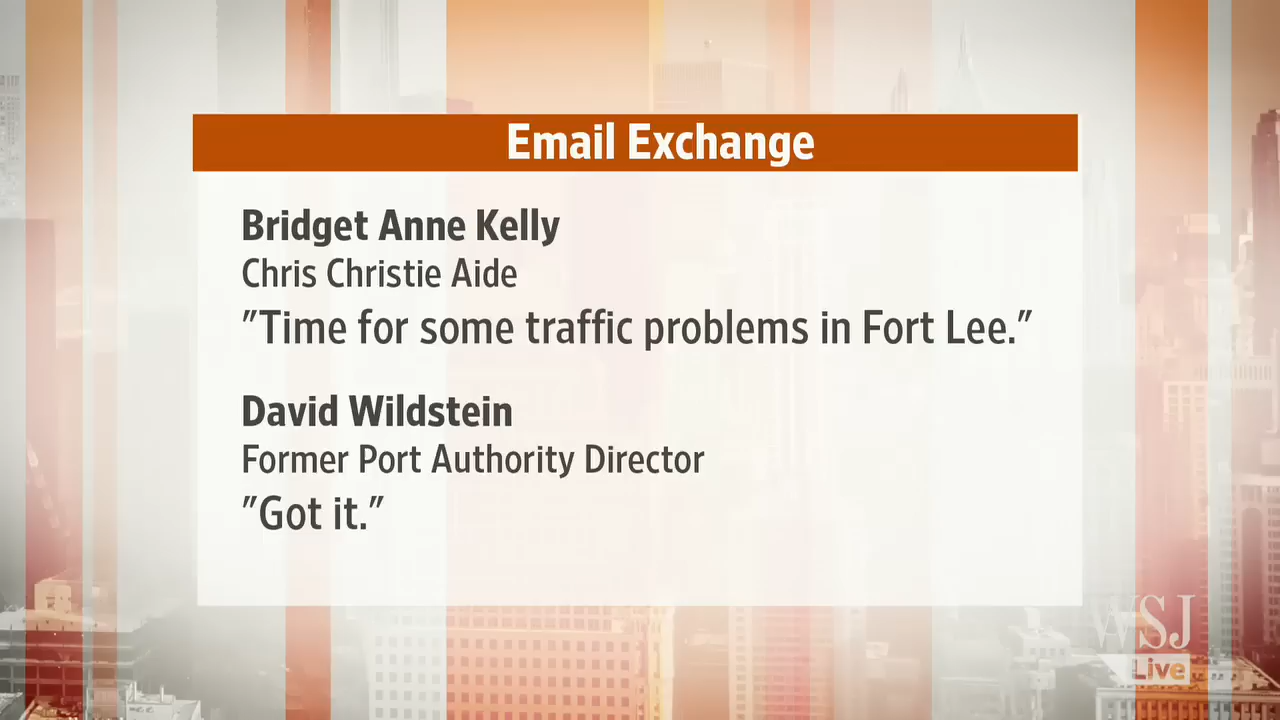 Email Exchange
Bridget Anne Kelly
Chris Christie Aide
"Time for some traffic problems in Fort Lee."
David Wildstein
Former Port Authority Director
"Got it."
WSJ
Live